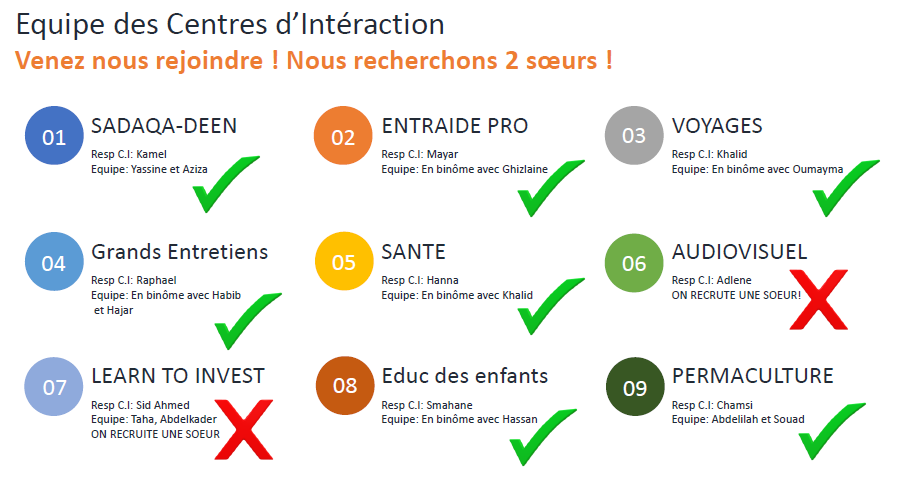 Equipe des Centres d’Intéraction
Venez nous rejoindre ! Nous recherchons 2 sœurs !
01
SADAQA-DEEN
Resp C.I: Kamel
Equipe: Yassine et Aziza
02
ENTRAIDE PRO
Resp C.I: Mayar
Equipe: En binôme avec Ghizlaine
03
VOYAGES
Resp C.I: Khalid
Equipe: En binôme avec Oumayma
04
Grands Entretiens
Resp C.I: Raphael
Equipe: En binôme avec Habib
et Hajar
05
SANTE
Resp C.I: Hanna
Equipe: En binôme avec Khalid
06
AUDIOVISUEL
Resp C.I: Adlene
ON RECRUTE UNE SOEUR!
07
LEARN TO INVEST
Resp C.I: Sid Ahmed
Equipe: Taha, Abdelkader
ON RECRUITE UNE SOEUR
08
Educ des enfants
Resp C.I: Smahane
Equipe: En binôme avec Hassan
09
PERMACULTURE
Resp C.I: Chamsi
Equipe: Abdelilah et Souad